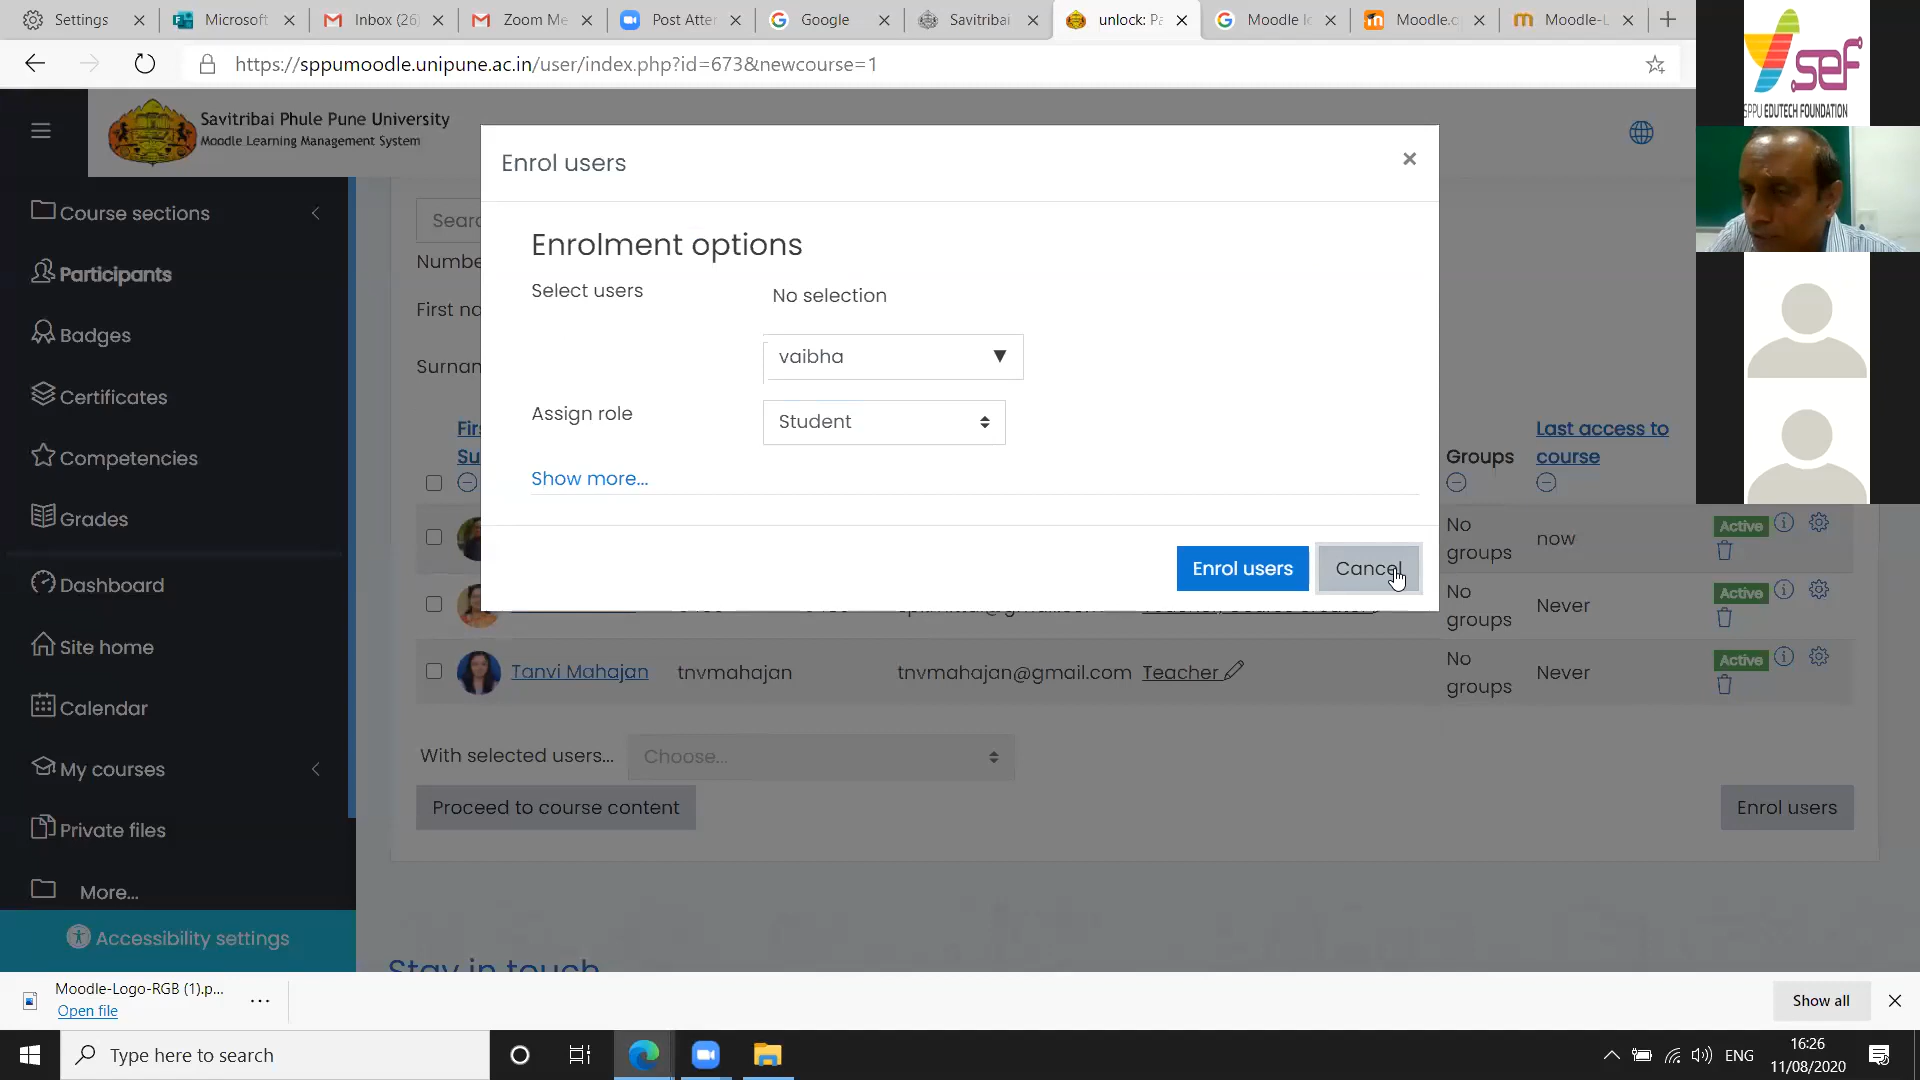 Settings
Microsoft
Inbox (26)
Zoom Me
Post Atter
Google
Savitribai
unlock: Pa
Moodle l
Moodle.o
Moodle-L
https://sppumoodle.unipune.ac.in/user/index.php?id=673&newcourse=1
sef
SPPU EDUTECH FOUNDATION
Savitribai Phule Pune University
Moodle Learning Management System
Course sections
Participants
Badges
Certificates
Competencies
Grades
Dashboard
Site home
Calendar
My courses
Private files
More...
Accessibility settings
Sear
Numbe
First na
Surnan
Firs
Su
Enrol users
×
Enrolment options
Select users
No selection
vaibha
Assign role
Student
Show more...
Enrol users
Cancel
Groups
Last access to
course
No
groups
now
Active
No
groups
Never
Active
Tanvi Mahajan
tnvmahajan
tnvmahajan@gmail.com
Teacher
No
groups
Never
Active
With selected users...
Choose...
Proceed to course content
Enrol users
Stay in touch
Moodle-Logo-RGB (1).p...
Open file
Show all
Type here to search
ENG
16:26
11/08/2020